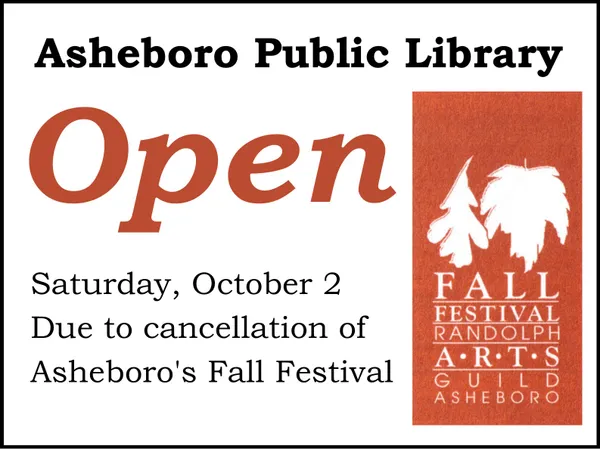 Asheboro Public Library
Open
Saturday, October 2
Due to cancellation of
Asheboro's Fall Festival
FALL
FESTIVAL
RANDOLPH
A•R•T•S
GUILD
ASHEBORO